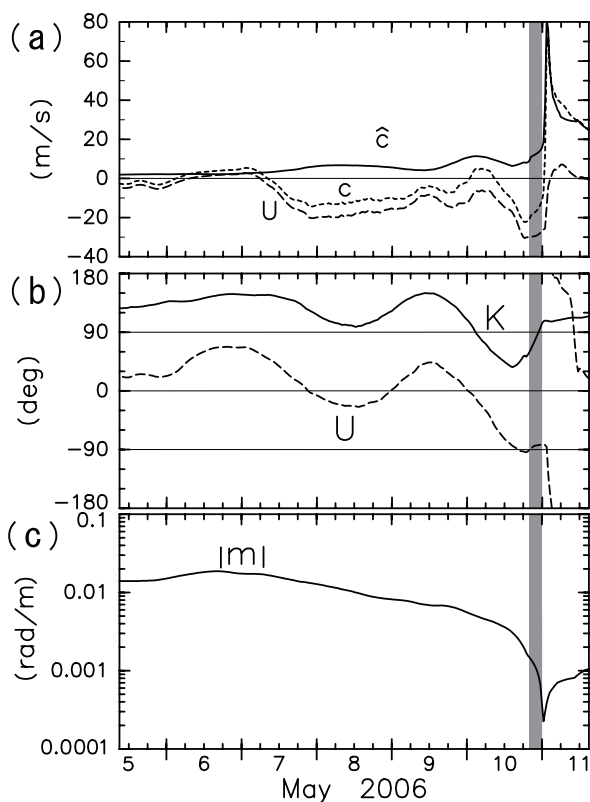 (a)
80
60
40
20
0
−20
−40
(m/s)
ĉ
c
U
(b)
180
90
0
−90
−180
(deg)
K
U
(c)
0.1
0.01
0.001
0.0001
(rad/m)
|m|
5 6 7 8 9 10 11
May 2006